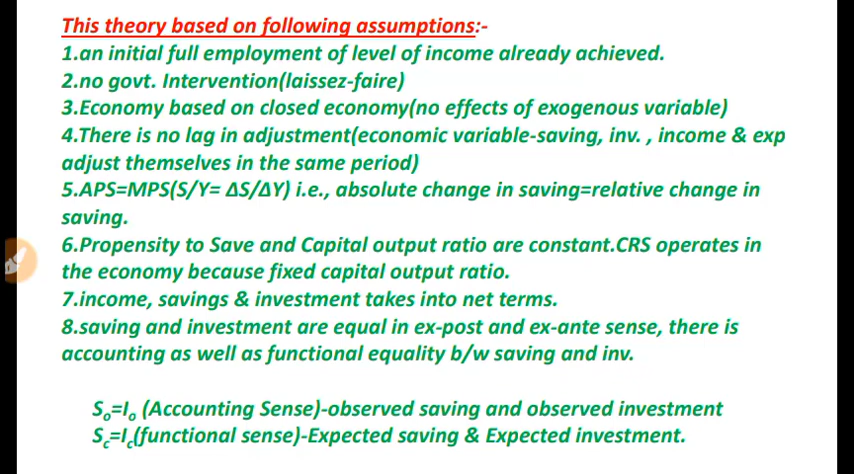 This theory based on following assumptions:-
1.an initial full employment of level of income already achieved.
2.no govt. Intervention(laissez-faire)
3.Economy based on closed economy(no effects of exogenous variable)
4.There is no lag in adjustment(economic variable-saving, inv. , income & exp
adjust themselves in the same period)
5.APS=MPS(S/Y= ΔS/ΔY) i.e., absolute change in saving=relative change in
saving.
6.Propensity to Save and Capital output ratio are constant.CRS operates in
the economy because fixed capital output ratio.
7.income, savings & investment takes into net terms.
8.saving and investment are equal in ex-post and ex-ante sense, there is
accounting as well as functional equality b/w saving and inv.
Sₒ=Iₒ (Accounting Sense)-observed saving and observed investment
S_c=I_c(functional sense)-Expected saving & Expected investment.